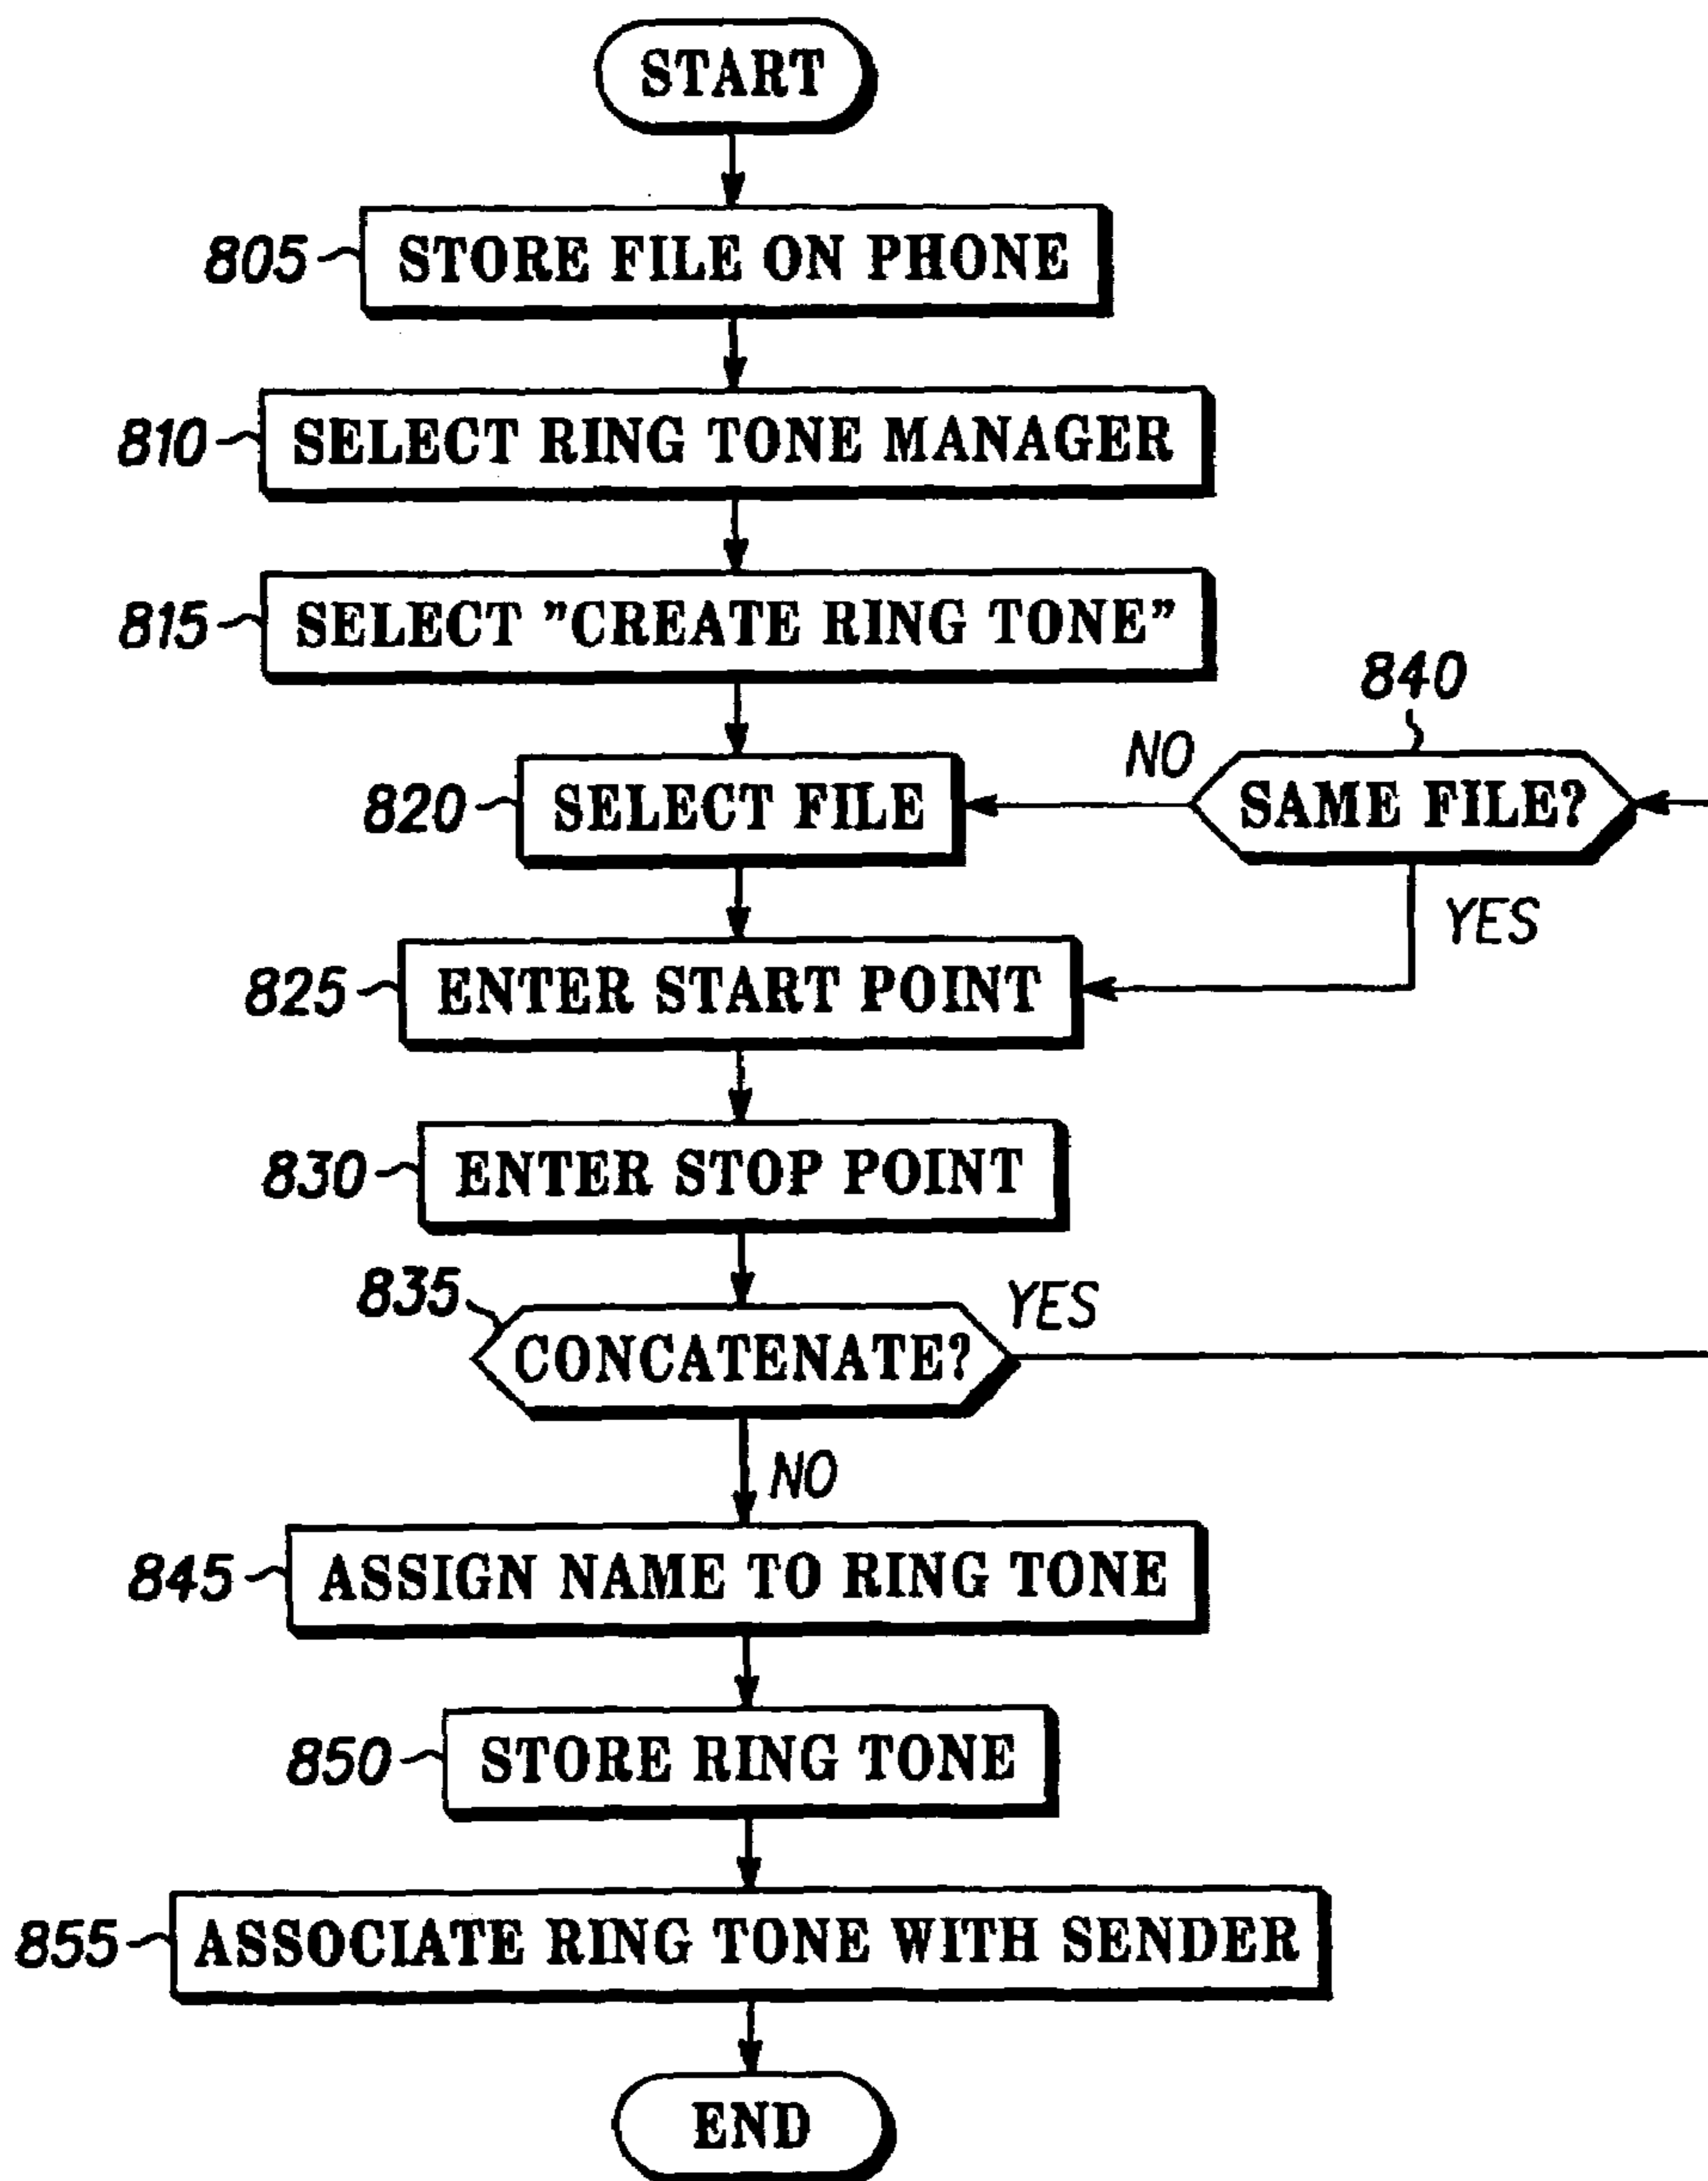 START
805 STORE FILE ON PHONE
810 SELECT RING TONE MANAGER
815 SELECT ”CREATE RING TONE”
840
820 SELECT FILE NO SAME FILE?
YES
825 ENTER START POINT
830 ENTER STOP POINT
835 CONCATENATE? YES
NO
845 ASSIGN NAME TO RING TONE
850 STORE RING TONE
855 ASSOCIATE RING TONE WITH SENDER
END